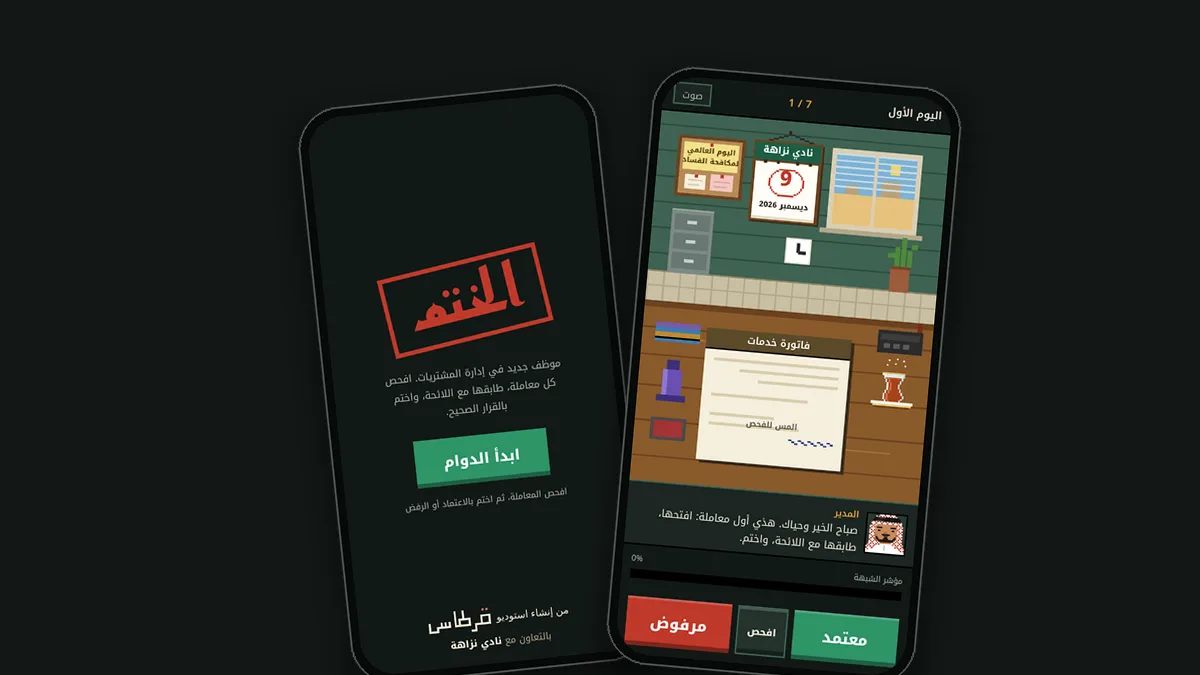 الختم
موظف جديد في إدارة المشتريات. افحص
كل معاملة، طابقها مع اللائحة، واختم
بالقرار الصحيح.
ابدأ الدوام
افحص المعاملة، ثم اختم بالاعتماد أو الرفض
من إنشاء استوديو قرطاس
بالتعاون مع نادي نزاهة
اليوم الأول
1 / 7
صوت
اليوم العالمي
لمكافحة الفساد
نادي نزاهة
9
ديسمبر 2026
فاتورة خدمات
المس للفحص
المدير
صباح الخير وحياك. هذي أول معاملة: افتحها،
طابقها مع اللائحة، واختم.
مؤشر الشبهة
0%
معتمد
افحص
مرفوض